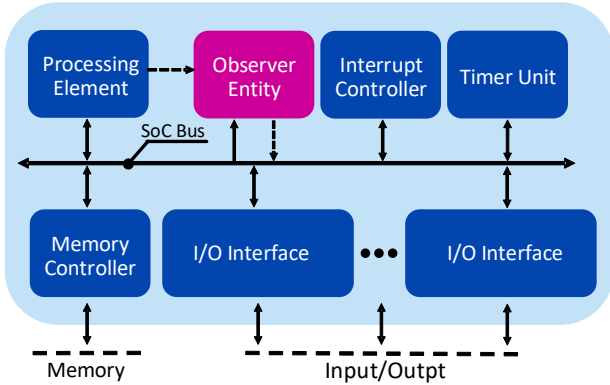 Processing
Element
Observer
Entity
Interrupt
Controller
Timer Unit
SoC Bus
Memory
Controller
I/O Interface
I/O Interface
Memory
Input/Outpt